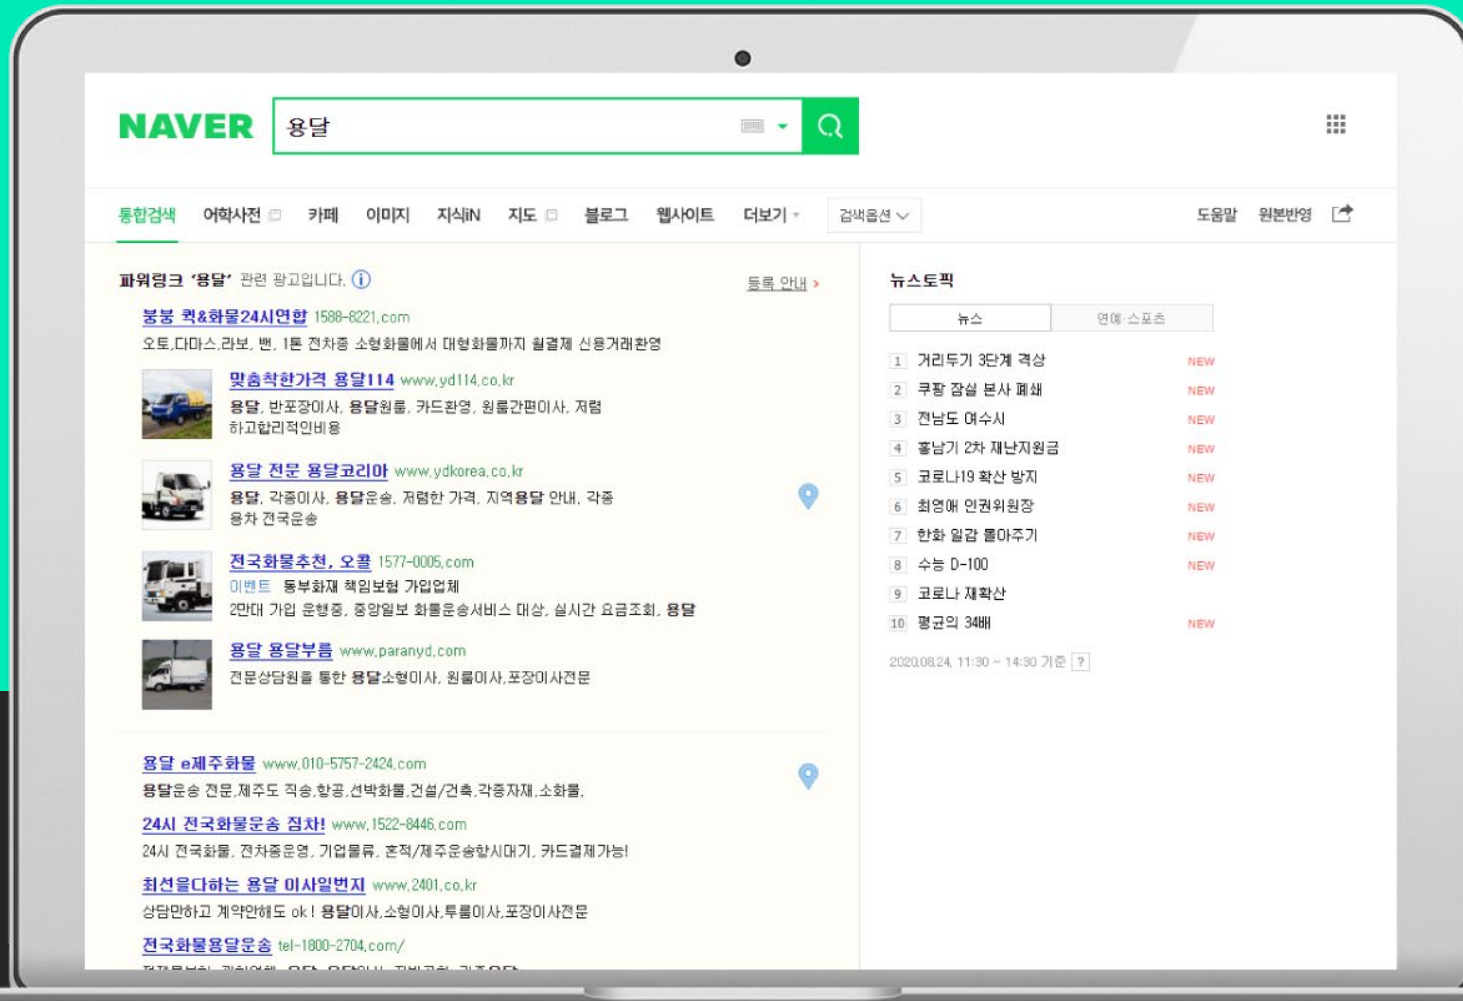 NAVER 용달
통합검색 어학사전 카페 이미지 지식iN 지도 블로그 웹사이트 더보기 검색옵션 도움말 원본반영
파워링크 '용달' 관련 광고입니다. 등록 안내
붕붕 퀵&화물24시연합 1588-8221.com
오토,다마스,라보, 밴, 1톤 전차종 소형화물에서 대형화물까지 월결제 신용거래환영
맞춤착한가격 용달114 www.yd114.co.kr
용달, 반포장이사, 용달원룸, 카드환영, 원룸간편이사, 저렴
하고합리적인비용
용달 전문 용달코리아 www.ydkorea.co.kr
용달, 각종이사, 용달운송, 저렴한 가격, 지역용달 안내, 각종
용차 전국운송
전국화물추천, 오콜 1577-0005.com
이벤트 동부화재 책임보험 가입업체
2만대 가입 운행중, 중앙일보 화물운송서비스 대상, 실시간 요금조회, 용달
용달 용달부름 www.paranyd.com
전문상담원을 통한 용달소형이사, 원룸이사,포장이사전문
용달 e제주화물 www.010-5757-2424.com
용달운송 전문,제주도 직송,항공,선박화물,건설/건축,각종자재,소화물.
24시 전국화물운송 짐차! www.1522-8446.com
24시 전국화물, 전차종운영, 기업물류, 혼적/제주운송항시대기, 카드결제가능!
최선을다하는 용달 이사일번지 www.2401.co.kr
상담만하고 계약안해도 ok! 용달이사,소형이사,투룸이사,포장이사전문
전국화물용달운송 tel-1800-2704.com/
뉴스토픽
뉴스 연예·스포츠
1 거리두기 3단계 격상 NEW
2 쿠팡 잠실 본사 폐쇄 NEW
3 전남도 여수시 NEW
4 홍남기 2차 재난지원금 NEW
5 코로나19 확산 방지 NEW
6 최영애 인권위원장 NEW
7 한화 일감 몰아주기 NEW
8 수능 D-100 NEW
9 코로나 재확산
10 평균의 34배 NEW
2020.08.24. 11:30 ~ 14:30 기준 ?